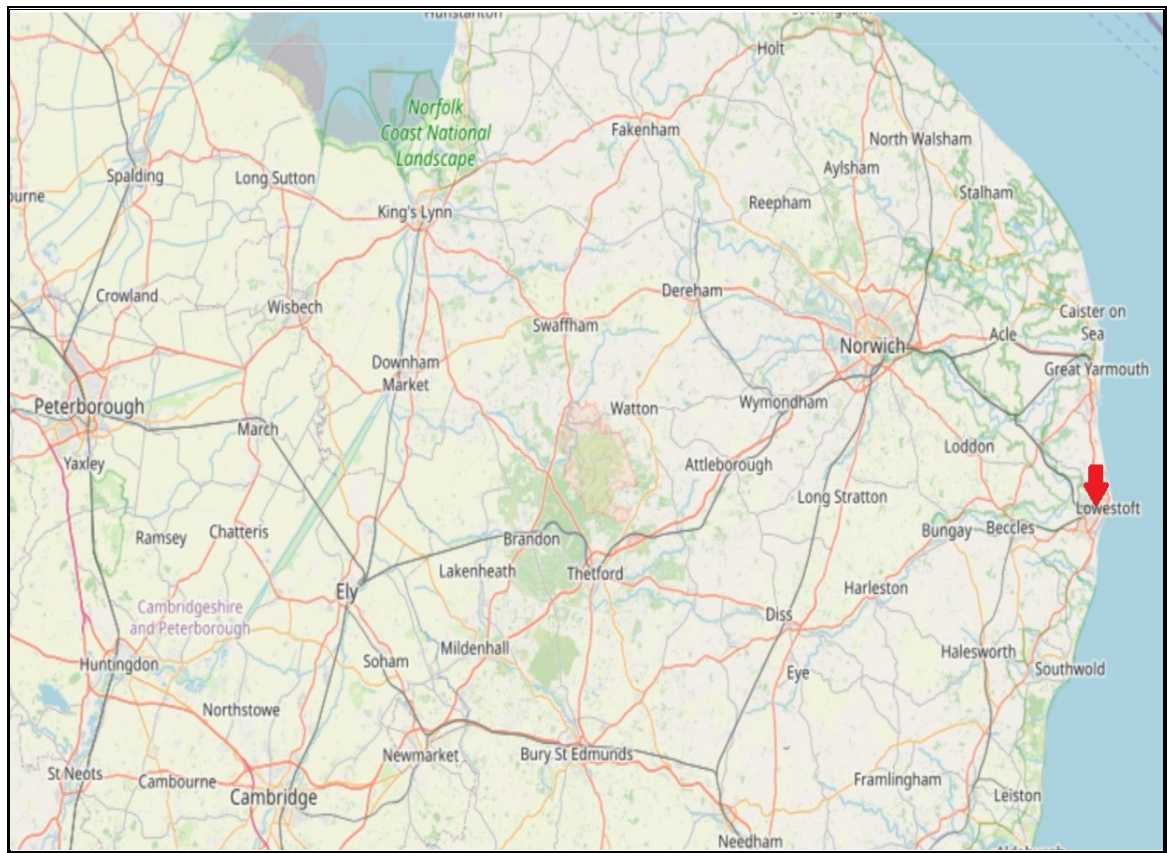 Hunstanton
Holt
Norfolk
Coast National
Landscape
Fakenham
North Walsham
Aylsham
Spalding
Long Sutton
Stalham
ourne
Reepham
King's Lynn
Crowland
Dereham
Wisbech
Caister on
Sea
Swaffham
Acle
Norwich
Downham
Market
Great Yarmouth
Peterborough
Watton
Wymondham
March
Loddon
Yaxley
Attleborough
Long Stratton
Lowestoft
Ramsey
Chatteris
Brandon
Bungay
Beccles
Lakenheath
Thetford
Ely
Harleston
Cambridgeshire
and Peterborough
Diss
Mildenhall
Halesworth
Huntingdon
Soham
Southwold
Eye
Northstowe
Newmarket
Bury St Edmunds
St Neots
Cambourne
Framlingham
Cambridge
Leiston
Needham